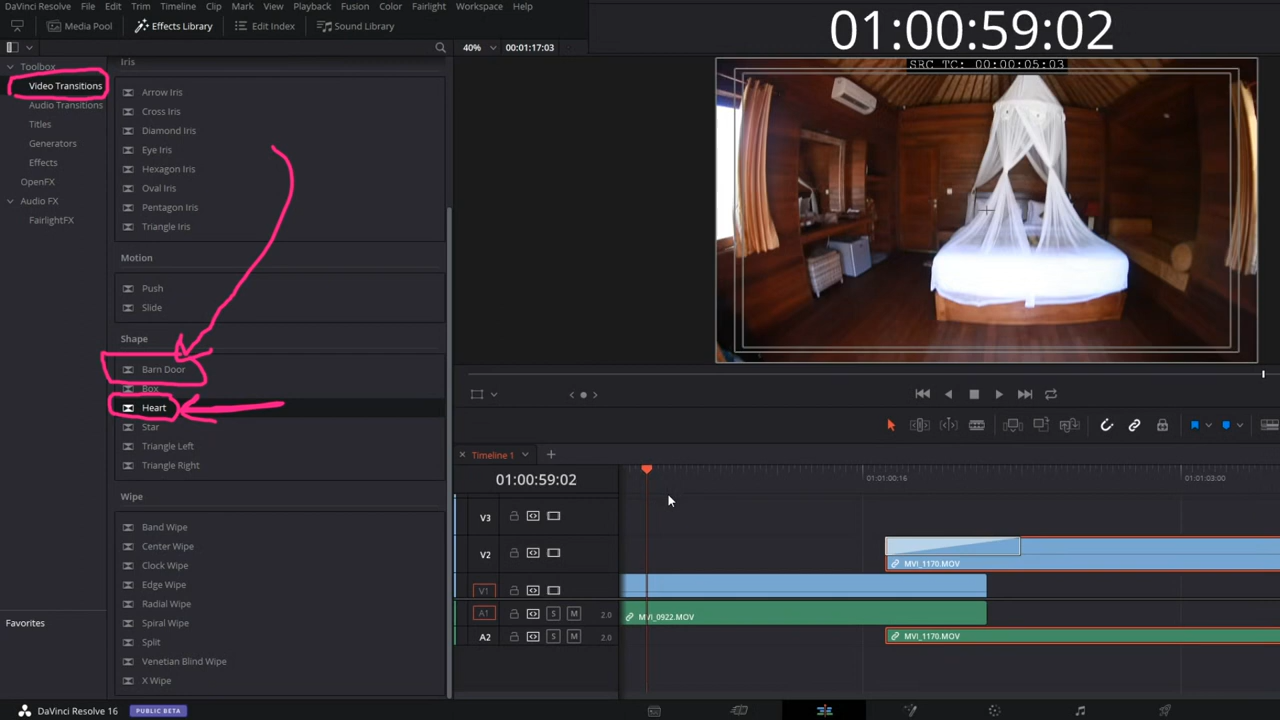 DaVinci Resolve File Edit Trim Timeline Clip Mark View Playback Fusion Color Fairlight Workspace Help
Media Pool Effects Library Edit Index Sound Library
01:00:59:02
40% 00:01:17:03
SRC TC: 00:00:05:03
Toolbox
Video Transitions
Audio Transitions
Titles
Generators
Effects
OpenFX
Audio FX
FairlightFX
Favorites
Iris
Arrow Iris
Cross Iris
Diamond Iris
Eye Iris
Hexagon Iris
Oval Iris
Pentagon Iris
Triangle Iris
Motion
Push
Slide
Shape
Barn Door
Box
Heart
Star
Triangle Left
Triangle Right
Wipe
Band Wipe
Center Wipe
Clock Wipe
Edge Wipe
Radial Wipe
Spiral Wipe
Split
Venetian Blind Wipe
X Wipe
Timeline 1
01:00:59:02
01:01:00:16 01:01:03:00
V3
V2
MVI_1170.MOV
V1
A1 S M 2.0 MVI_0922.MOV
A2 S M 2.0 MVI_1170.MOV
DaVinci Resolve 16 PUBLIC BETA